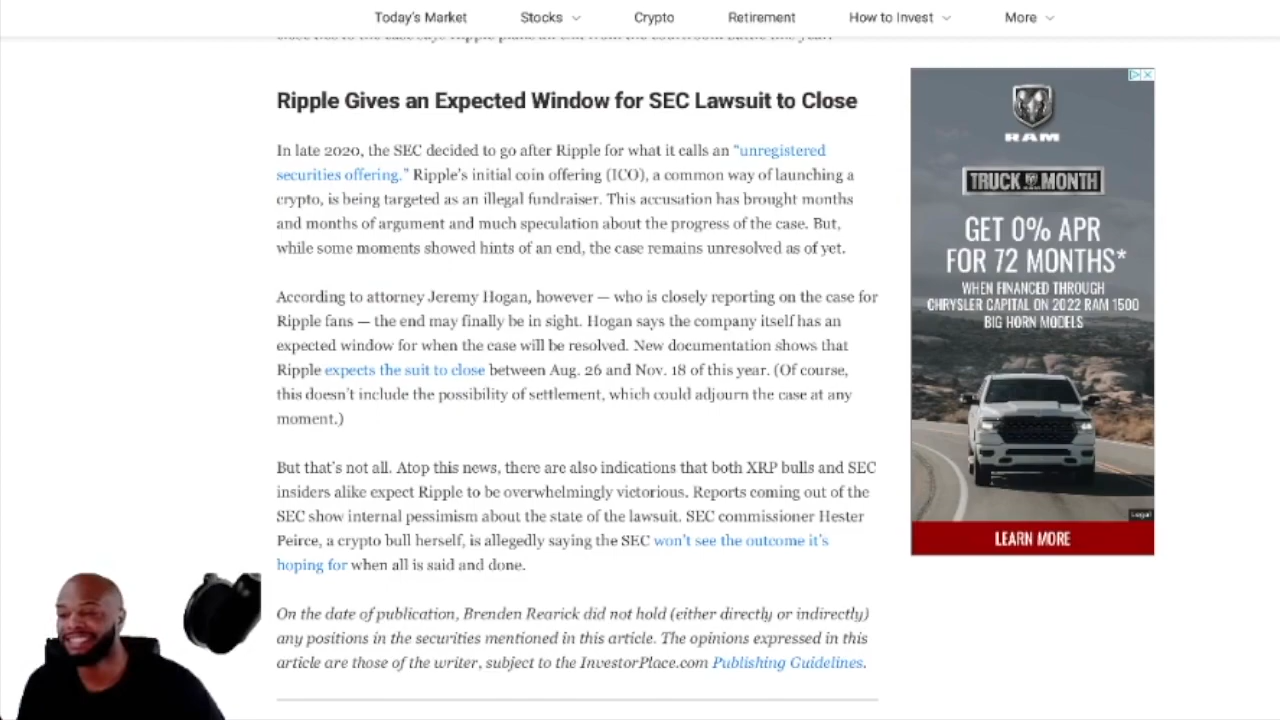 Today's Market Stocks Crypto Retirement How to Invest More
Ripple Gives an Expected Window for SEC Lawsuit to Close
In late 2020, the SEC decided to go after Ripple for what it calls an “unregistered
securities offering.” Ripple's initial coin offering (ICO), a common way of launching a
crypto, is being targeted as an illegal fundraiser. This accusation has brought months
and months of argument and much speculation about the progress of the case. But,
while some moments showed hints of an end, the case remains unresolved as of yet.
According to attorney Jeremy Hogan, however — who is closely reporting on the case for
Ripple fans — the end may finally be in sight. Hogan says the company itself has an
expected window for when the case will be resolved. New documentation shows that
Ripple expects the suit to close between Aug. 26 and Nov. 18 of this year. (Of course,
this doesn't include the possibility of settlement, which could adjourn the case at any
moment.)
But that's not all. Atop this news, there are also indications that both XRP bulls and SEC
insiders alike expect Ripple to be overwhelmingly victorious. Reports coming out of the
SEC show internal pessimism about the state of the lawsuit. SEC commissioner Hester
Peirce, a crypto bull herself, is allegedly saying the SEC won't see the outcome it's
hoping for when all is said and done.
On the date of publication, Brenden Rearick did not hold (either directly or indirectly)
any positions in the securities mentioned in this article. The opinions expressed in this
article are those of the writer, subject to the InvestorPlace.com Publishing Guidelines.
RAM
TRUCK MONTH
GET 0% APR
FOR 72 MONTHS*
WHEN FINANCED THROUGH
CHRYSLER CAPITAL ON 2022 RAM 1500
BIG HORN MODELS
Legal
LEARN MORE